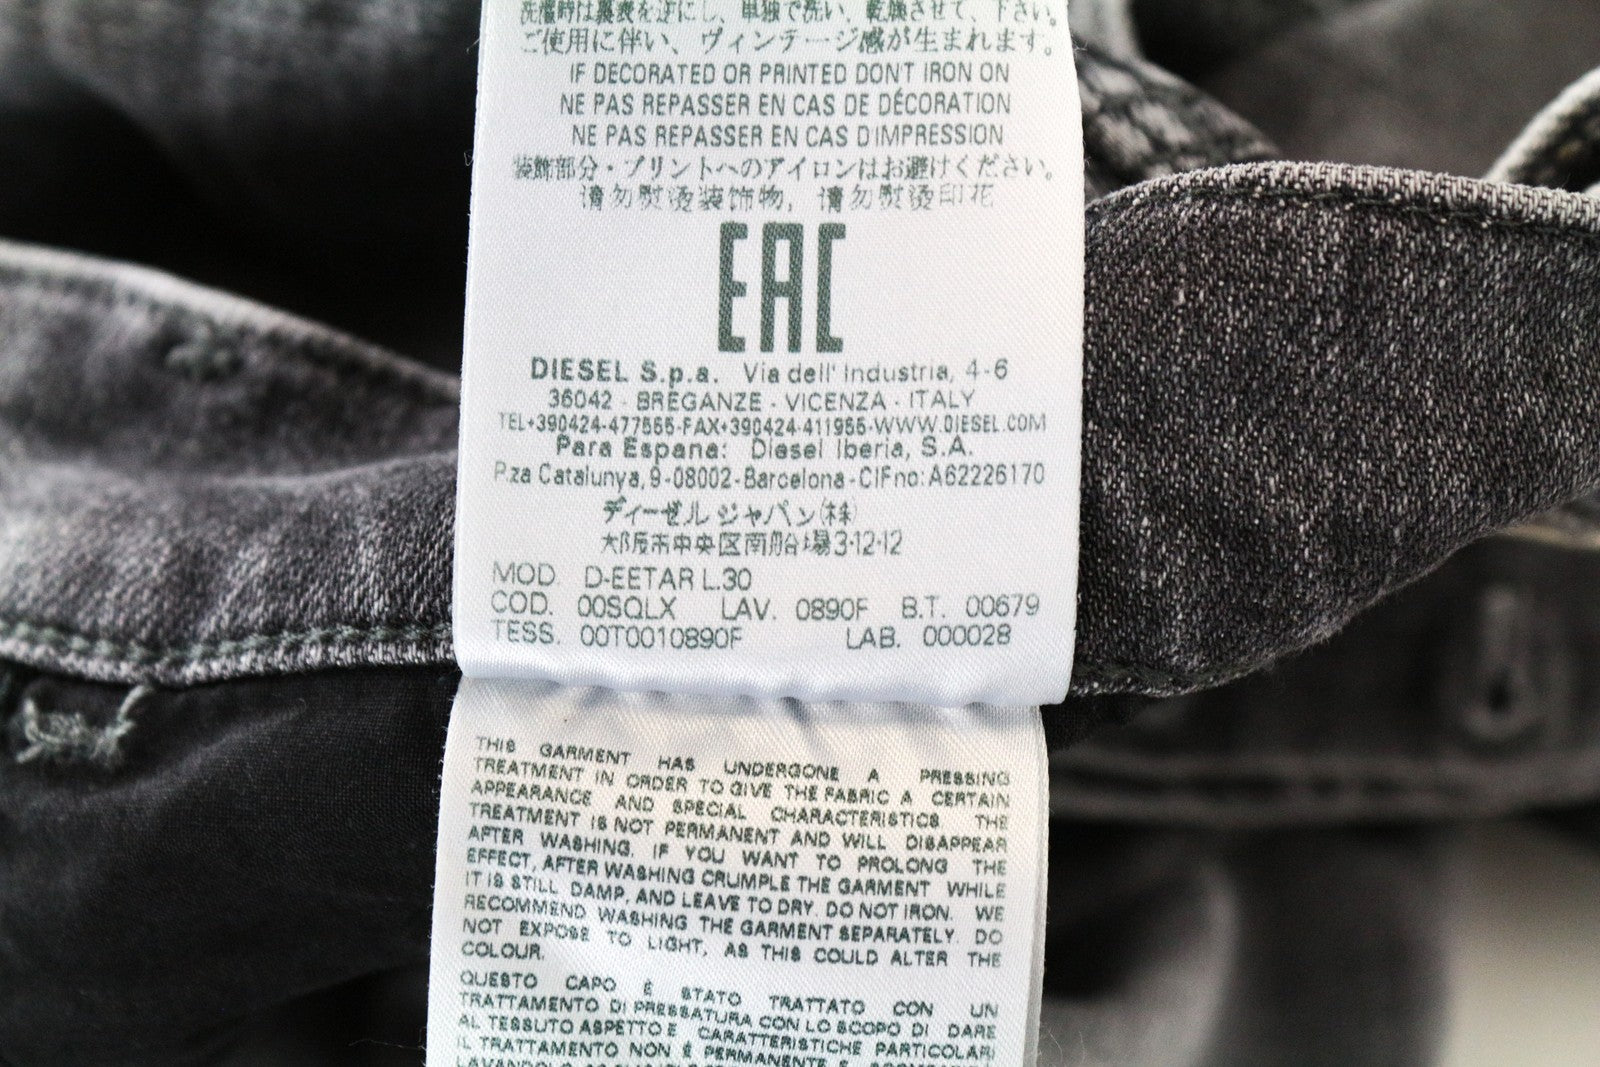 洗濯時は裏表を逆にし、単独で洗い、乾燥させて、下さい。
ご使用に伴い、ヴィンテージ感が生まれます。
IF DECORATED OR PRINTED DONT IRON ON
NE PAS REPASSER EN CAS DE DÉCORATION
NE PAS REPASSER EN CAS D'IMPRESSION
装飾部分・プリントへのアイロンはお避けください。
请勿熨烫装饰物, 请勿熨烫印花
EAC
DIESEL S.p.a. Via dell' Industria, 4-6
36042 - BREGANZE - VICENZA - ITALY
TEL+390424-477555-FAX+390424-411955-WWW.DIESEL.COM
Para Espana: Diesel Iberia, S.A.
P.za Catalunya, 9-08002-Barcelona-CIFno:A62226170
ディーゼルジャパン(株)
大阪市中央区南船場3-12-12
MOD. D-EETAR L.30
COD. 00SQLX LAV. 0890F B.T. 00679
TESS. 00T0010890F LAB. 000028
THIS GARMENT HAS UNDERGONE A PRESSING
TREATMENT IN ORDER TO GIVE THE FABRIC A CERTAIN
APPEARANCE AND SPECIAL CHARACTERISTICS THE
TREATMENT IS NOT PERMANENT AND WILL DISAPPEAR
AFTER WASHING. IF YOU WANT TO PROLONG THE
EFFECT, AFTER WASHING CRUMPLE THE GARMENT WHILE
IT IS STILL DAMP, AND LEAVE TO DRY. DO NOT IRON. WE
RECOMMEND WASHING THE GARMENT SEPARATELY. DO
NOT EXPOSE TO LIGHT, AS THIS COULD ALTER THE
COLOUR.
QUESTO CAPO È STATO TRATTATO CON UN
TRATTAMENTO DI PRESSATURA CON LO SCOPO DI DARE
AL TESSUTO ASPETTO E CARATTERISTICHE PARTICOLARI
IL TRATTAMENTO NON È PERMANENTE E